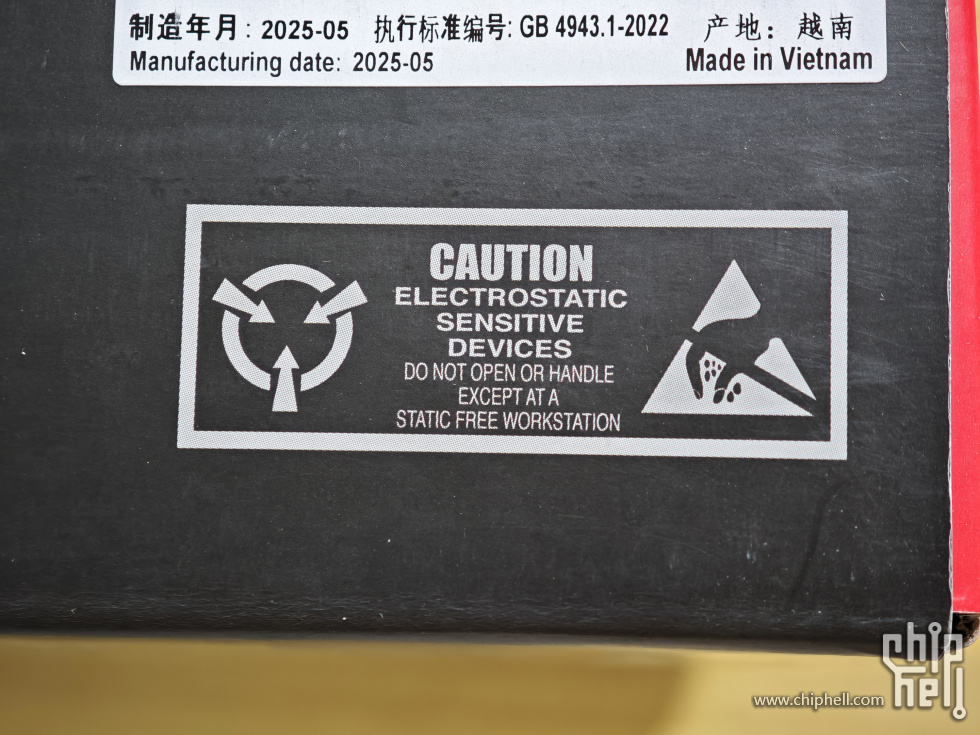 制造年月: 2025-05 执行标准编号: GB 4943.1-2022 产地: 越南
Manufacturing date: 2025-05 Made in Vietnam
CAUTION
ELECTROSTATIC
SENSITIVE
DEVICES
DO NOT OPEN OR HANDLE
EXCEPT AT A
STATIC FREE WORKSTATION
chip
hell
www.chiphell.com